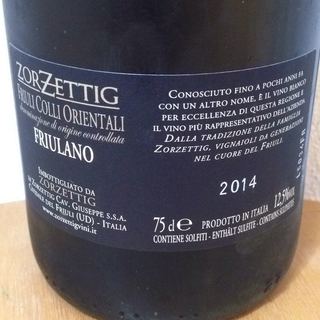 ZORZETTIG
FRIULI COLLI ORIENTALI
Denominazione di origine controllata
FRIULANO
IMBOTTIGLIATO DA
ZORZETTIG
DI ZORZETTIG CAV. GIUSEPPE S.S.A.
CIVIDALE DEL FRIULI (UD) - ITALIA
www.zorzettigvini.it
CONOSCIUTO FINO A POCHI ANNI FA
CON UN ALTRO NOME, È IL VINO BIANCO
PER ECCELLENZA DI QUESTA REGIONE E
IL VINO PIÙ RAPPRESENTATIVO DELL'AZIENDA.
DALLA TRADIZIONE DELLA FAMIGLIA
ZORZETTIG, VIGNAIOLI DA GENERAZIONI
NEL CUORE DEL FRIULI.
2014
75 cl e PRODOTTO IN ITALIA 12,5%VOL
CONTIENE SOLFITI - ENTHÄLT SULFITE - CONTAINS SULFITES